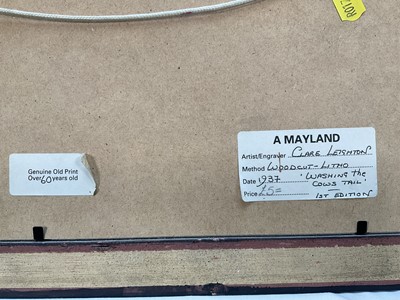 A MAYLAND
Artist/Engraver CLARE LEIGHTON
Method WOODCUT-LITHO
Date 1937 'WASHING THE
COWS TAIL'
Price £5= 1ST EDITION
Genuine Old Print
Over 60 years old